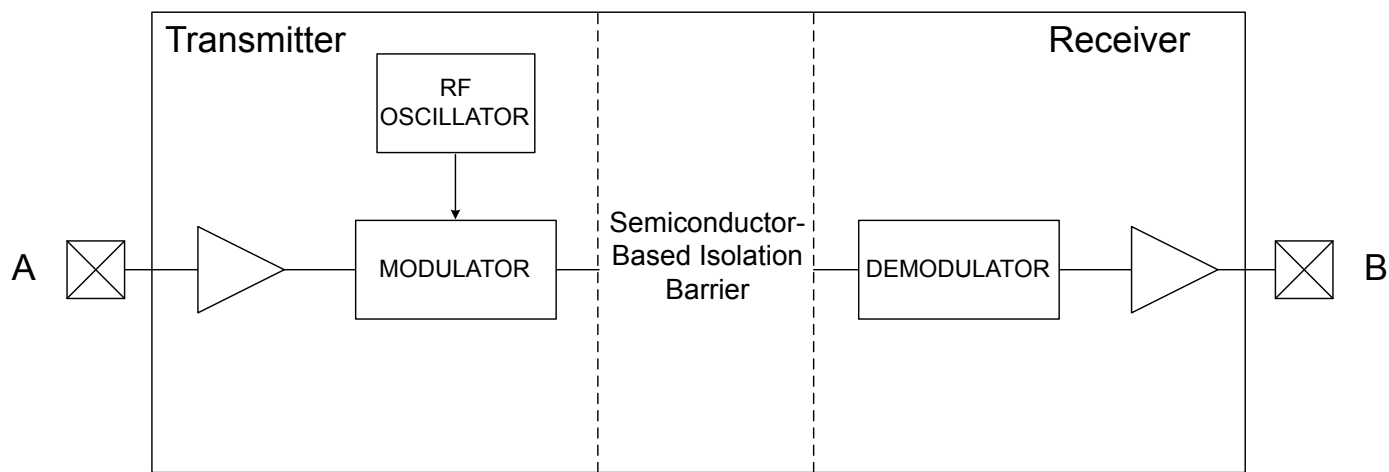 Transmitter
Receiver
RF
OSCILLATOR
A
MODULATOR
Semiconductor-
Based Isolation
Barrier
DEMODULATOR
B